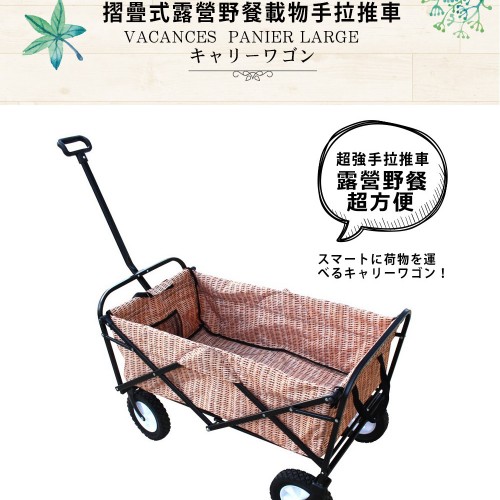 摺疊式露營野餐載物手拉推車
VACANCES PANIER LARGE
キャリーワゴン
超強手拉推車
露營野餐
超方便
スマートに荷物を運
べるキャリーワゴン！